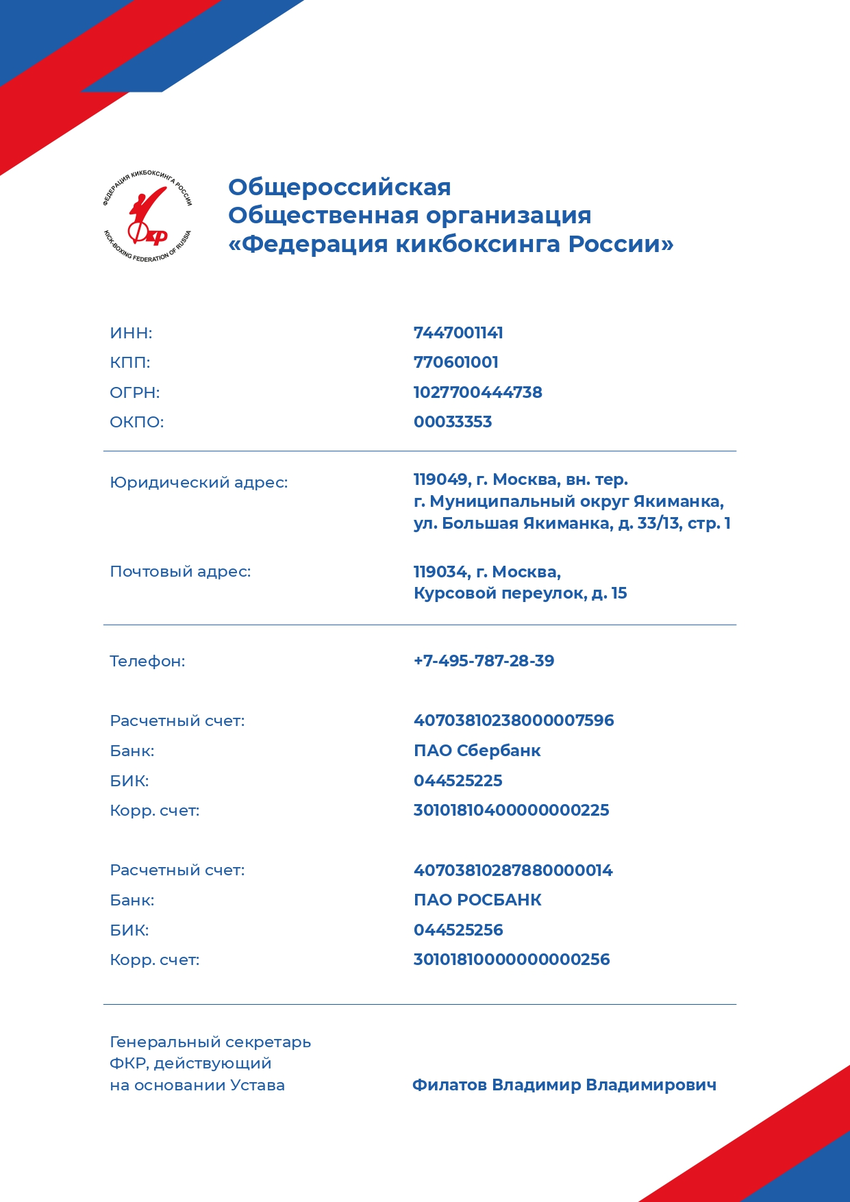 ФЕДЕРАЦИЯ КИКБОКСИНГА РОССИИ
ФКР
KICK-BOXING FEDERATION OF RUSSIA
Общероссийская
Общественная организация
«Федерация кикбоксинга России»
ИНН: 7447001141
КПП: 770601001
ОГРН: 1027700444738
ОКПО: 00033353
Юридический адрес: 119049, г. Москва, вн. тер.
г. Муниципальный округ Якиманка,
ул. Большая Якиманка, д. 33/13, стр. 1
Почтовый адрес: 119034, г. Москва,
Курсовой переулок, д. 15
Телефон: +7-495-787-28-39
Расчетный счет: 40703810238000007596
Банк: ПАО Сбербанк
БИК: 044525225
Корр. счет: 30101810400000000225
Расчетный счет: 40703810287880000014
Банк: ПАО РОСБАНК
БИК: 044525256
Корр. счет: 30101810000000000256
Генеральный секретарь
ФКР, действующий
на основании Устава Филатов Владимир Владимирович